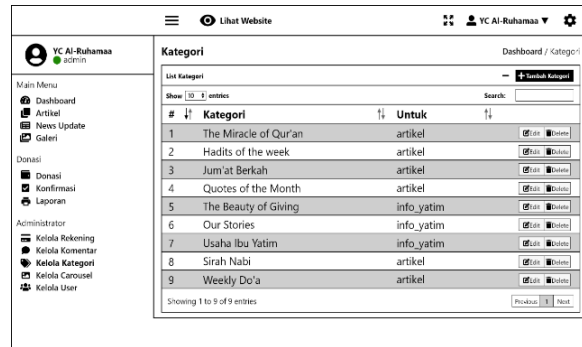 Lihat Website
YC Al-Ruhamaa ▼
YC Al-Ruhamaa
admin
Main Menu
Dashboard
Artikel
News Update
Galeri
Donasi
Donasi
Konfirmasi
Laporan
Administrator
Kelola Rekening
Kelola Komentar
Kelola Kategori
Kelola Carousel
Kelola User
Kategori
Dashboard / Kategori
List Kategori
Tambah Kategori
Show 10 entries
Search:
# Kategori Untuk
1 The Miracle of Qur'an artikel Edit Delete
2 Hadits of the week artikel Edit Delete
3 Jum'at Berkah artikel Edit Delete
4 Quotes of the Month artikel Edit Delete
5 The Beauty of Giving info_yatim Edit Delete
6 Our Stories info_yatim Edit Delete
7 Usaha Ibu Yatim info_yatim Edit Delete
8 Sirah Nabi artikel Edit Delete
9 Weekly Do'a artikel Edit Delete
Showing 1 to 9 of 9 entries
Previous 1 Next